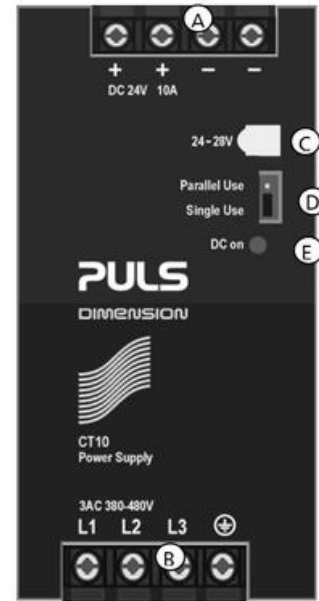 A
+ + – –
DC 24V 10A
24-28V C
Parallel Use
D
Single Use
DC on E
PULS
DIMENSION
CT10
Power Supply
3AC 380-480V
L1 L2 L3
B